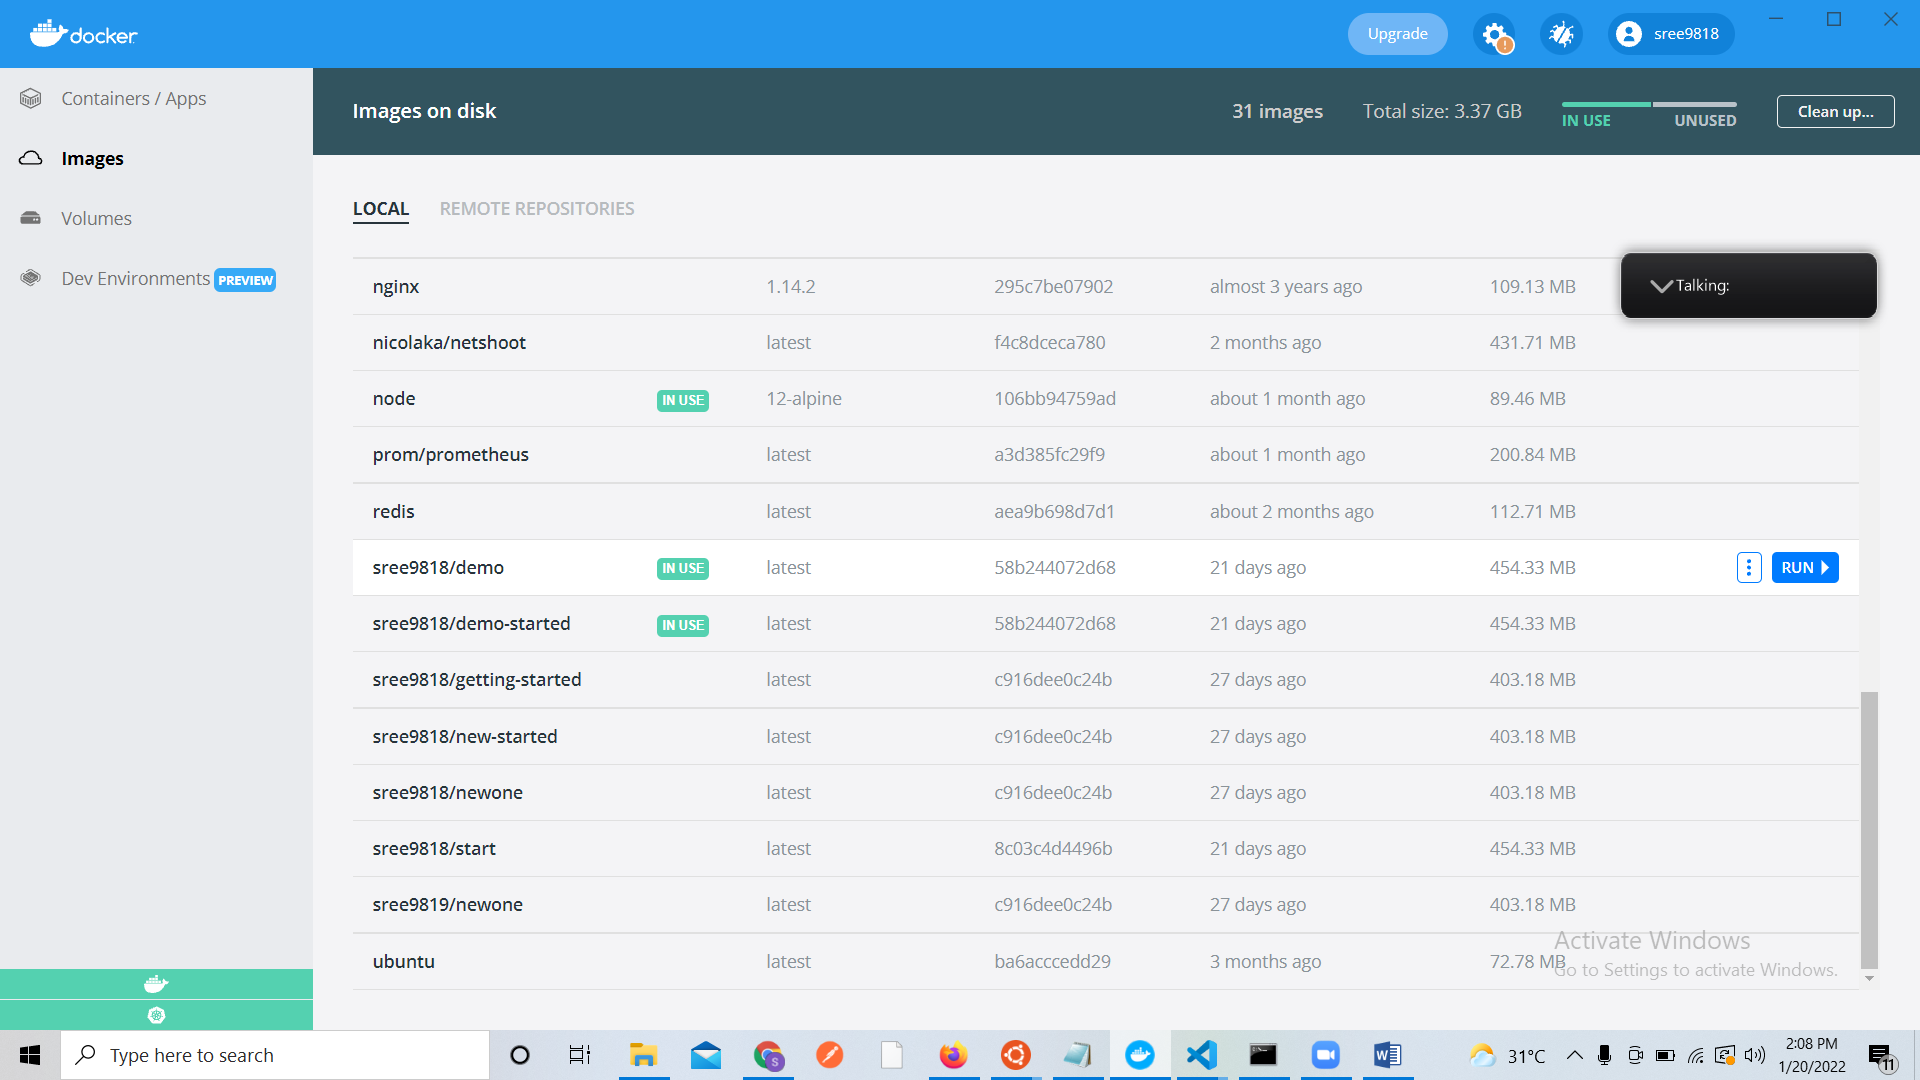 docker
Upgrade
sree9818
Containers / Apps
Images
Volumes
Dev Environments PREVIEW
Images on disk
31 images
Total size: 3.37 GB
IN USE
UNUSED
Clean up...
LOCAL
REMOTE REPOSITORIES
nginx 1.14.2 295c7be07902 almost 3 years ago 109.13 MB
Talking:
nicolaka/netshoot latest f4c8dceca780 2 months ago 431.71 MB
node IN USE 12-alpine 106bb94759ad about 1 month ago 89.46 MB
prom/prometheus latest a3d385fc29f9 about 1 month ago 200.84 MB
redis latest aea9b698d7d1 about 2 months ago 112.71 MB
sree9818/demo IN USE latest 58b244072d68 21 days ago 454.33 MB RUN
sree9818/demo-started IN USE latest 58b244072d68 21 days ago 454.33 MB
sree9818/getting-started latest c916dee0c24b 27 days ago 403.18 MB
sree9818/new-started latest c916dee0c24b 27 days ago 403.18 MB
sree9818/newone latest c916dee0c24b 27 days ago 403.18 MB
sree9818/start latest 8c03c4d4496b 21 days ago 454.33 MB
sree9819/newone latest c916dee0c24b 27 days ago 403.18 MB
ubuntu latest ba6acccedd29 3 months ago 72.78 MB
Activate Windows
Go to Settings to activate Windows.
Type here to search
S
31°C
2:08 PM
1/20/2022
11